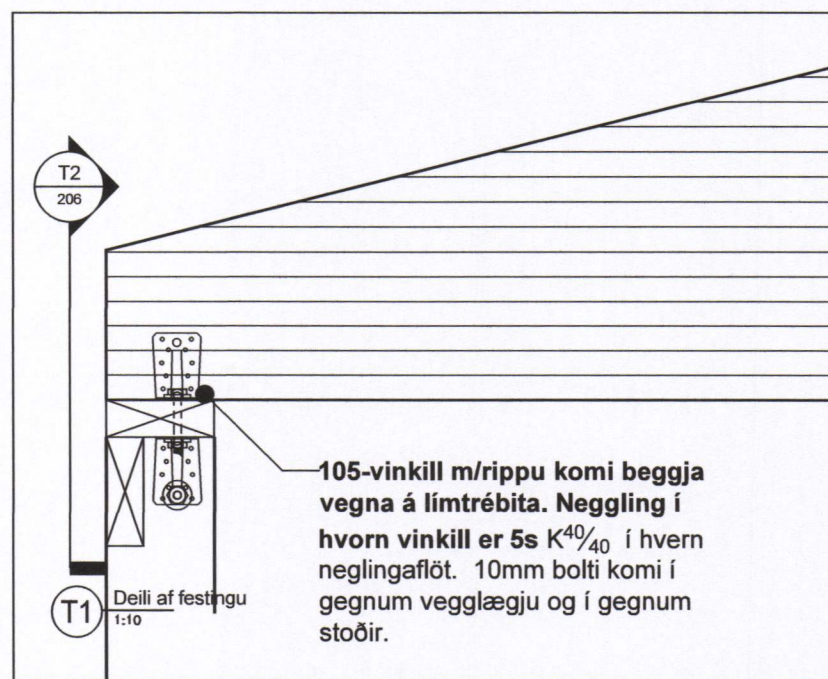 T2
206
105-vinkill m/rippu komi beggja
vegna á límtrébita. Neggling í
hvorn vinkill er 5s K40/40 í hvern
neglingaflöt. 10mm bolti komi í
gegnum vegglægju og í gegnum
stoðir.
T1
Deili af festingu
1:10